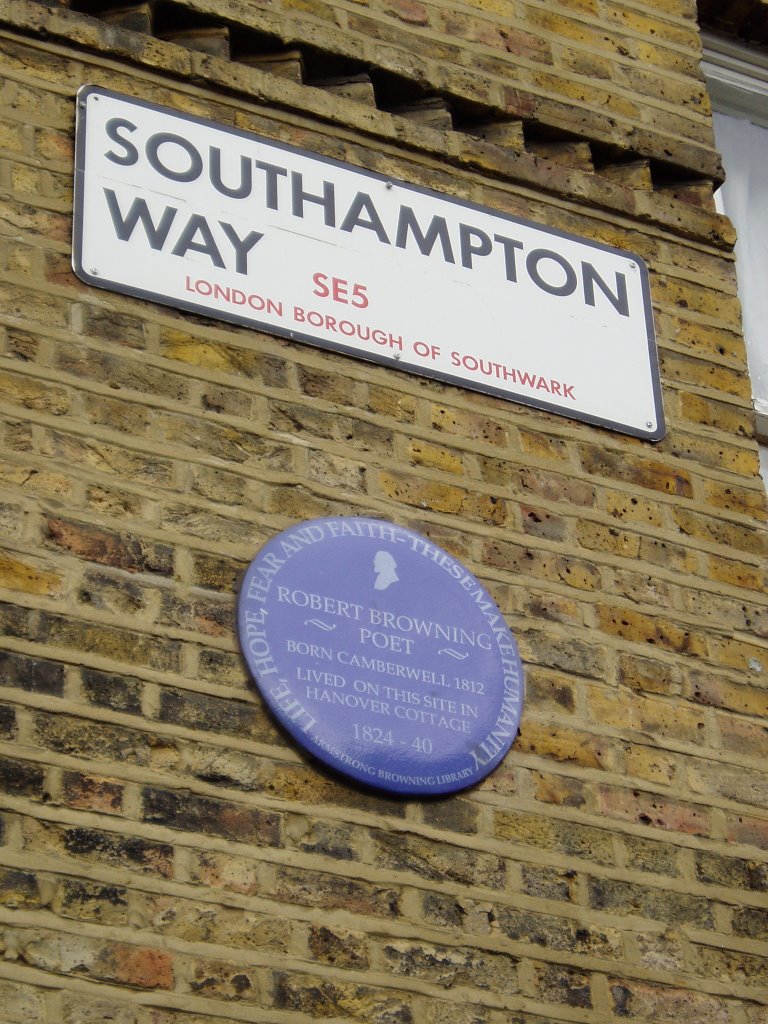 SOUTHAMPTON
WAY SE5
LONDON BOROUGH OF SOUTHWARK
LIFE, HOPE, FEAR AND FAITH - THESE MAKE HUMANITY
ROBERT BROWNING
~ POET ~
BORN CAMBERWELL 1812
LIVED ON THIS SITE IN
HANOVER COTTAGE
1824 - 40
ARMSTRONG BROWNING LIBRARY